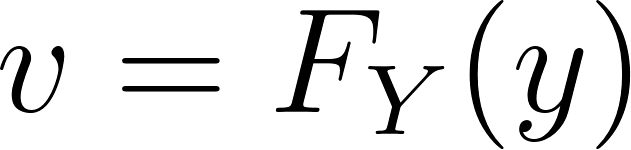 v = F_Y(y)